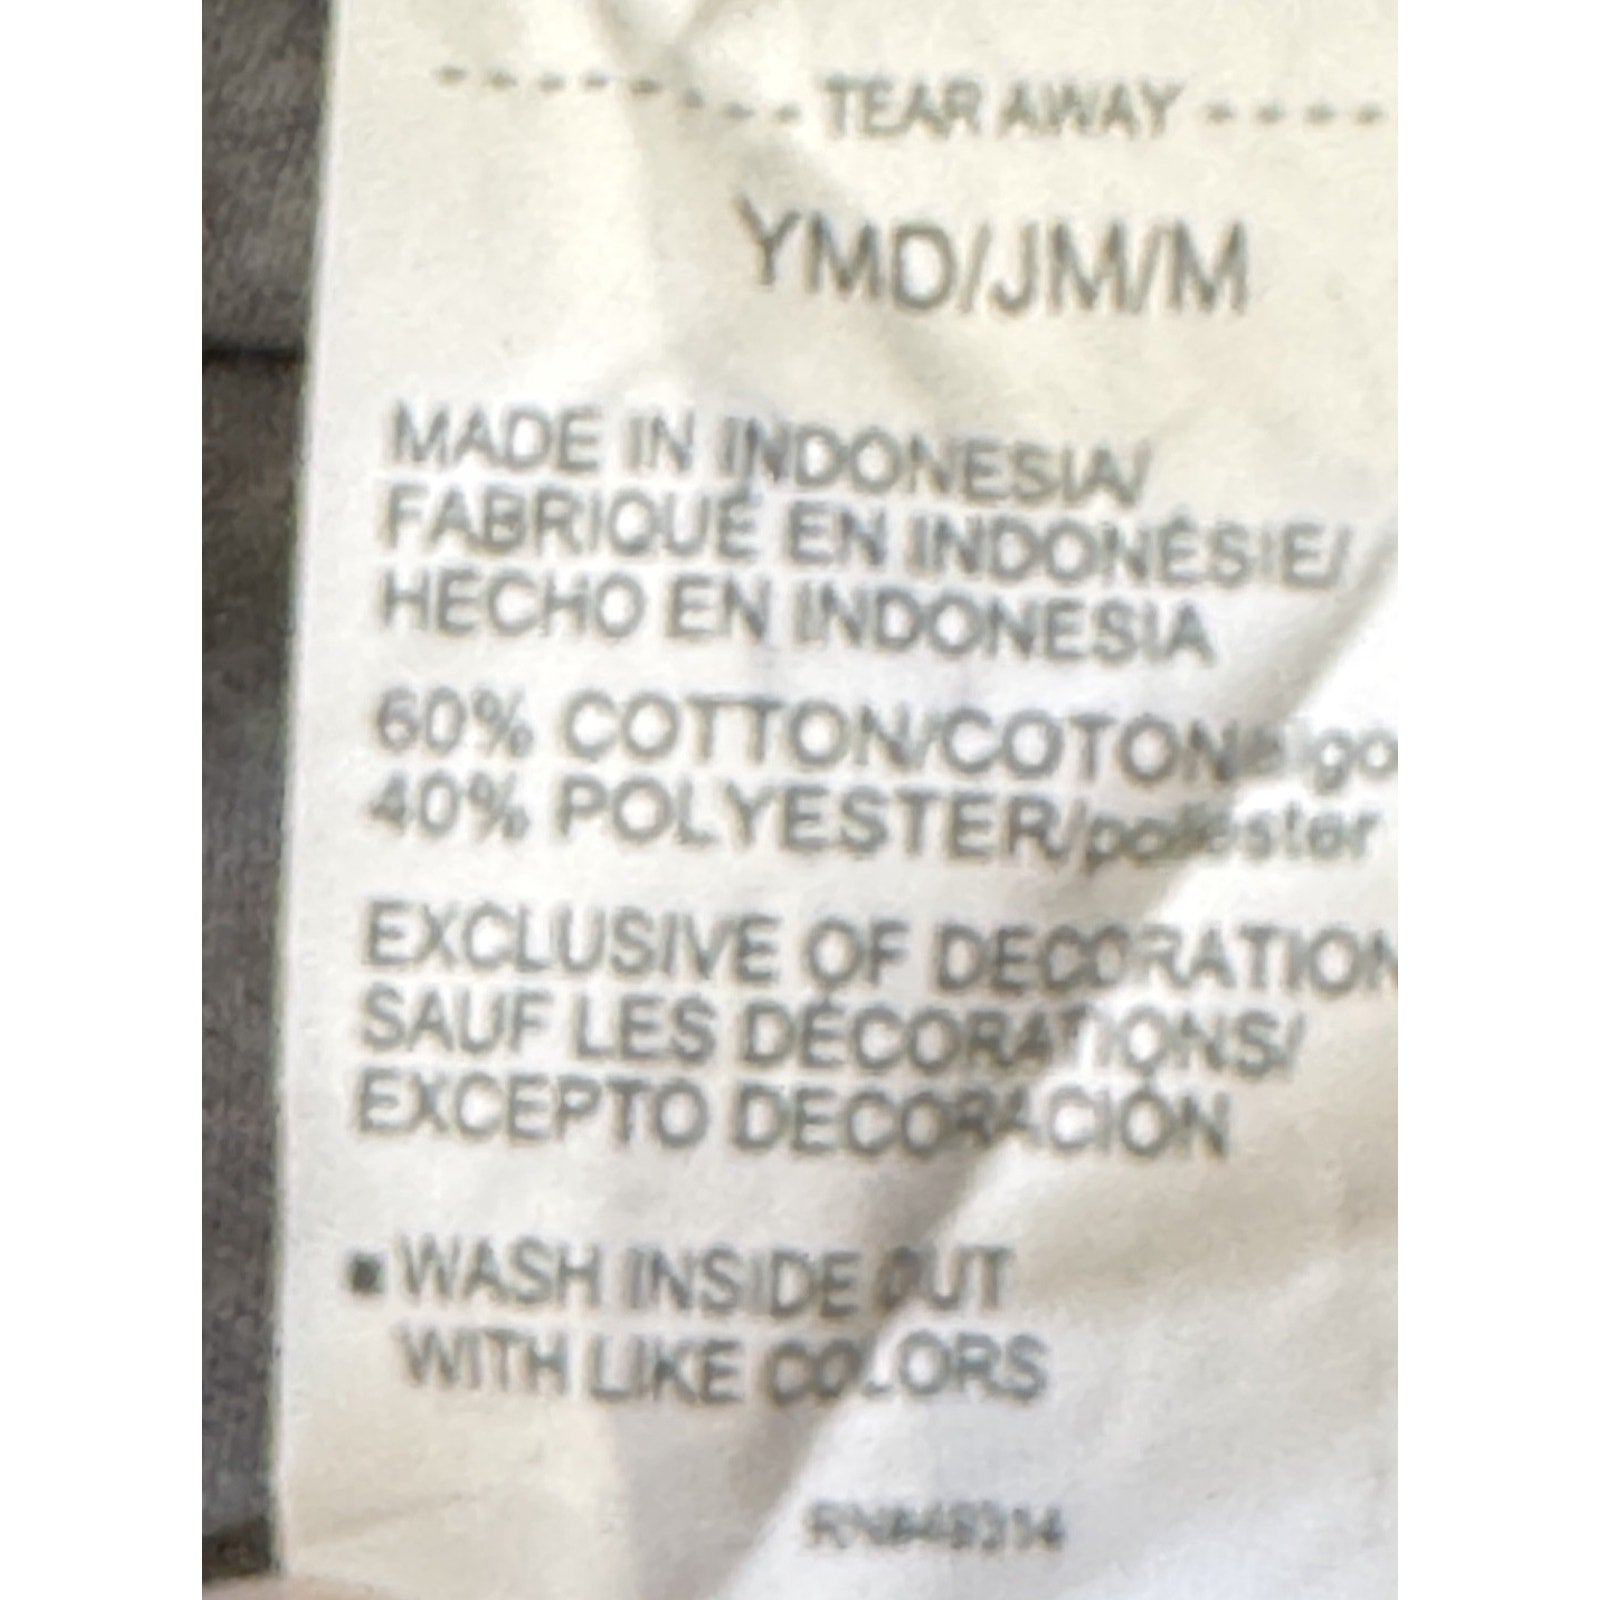 TEAR AWAY
YMD/JM/M
MADE IN INDONESIA/
FABRIQUÉ EN INDONÉSIE/
HECHO EN INDONESIA
60% COTTON/COTON/algo
40% POLYESTER/poliéster
EXCLUSIVE OF DECORATION
SAUF LES DÉCORATIONS/
EXCEPTO DECORACIÓN
▪ WASH INSIDE OUT
WITH LIKE COLORS